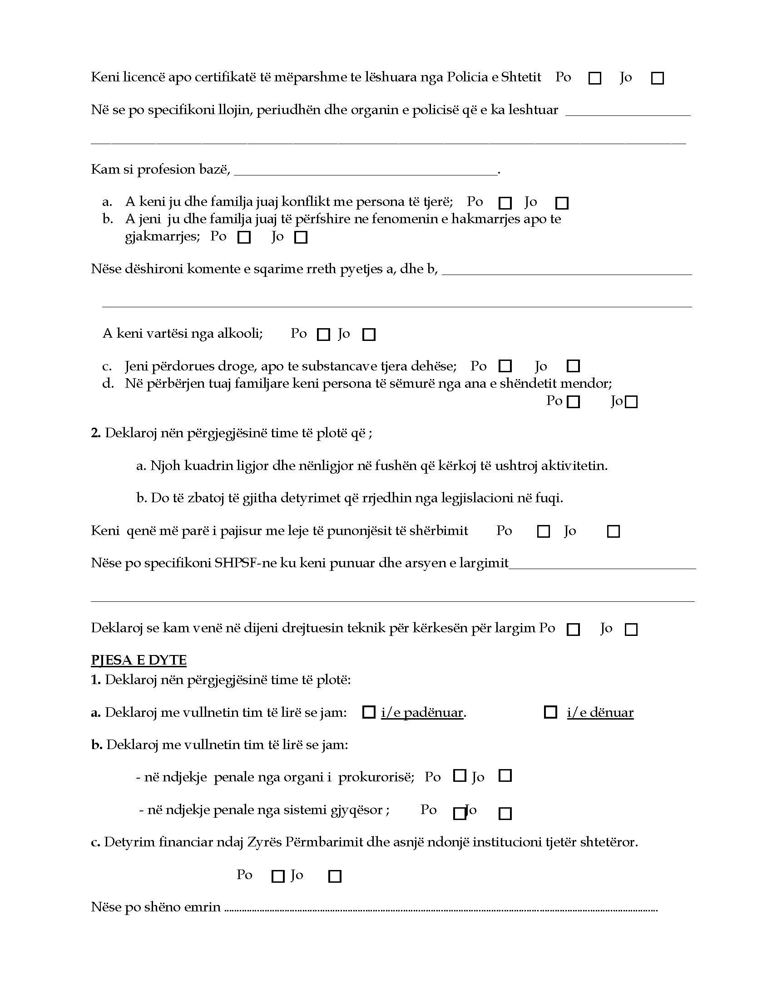 Keni licencë apo certifikatë të mëparshme te lëshuara nga Policia e Shtetit Po ☐ Jo ☐
Në se po specifikoni llojin, periudhën dhe organin e policisë që e ka leshtuar __________________
______________________________________________________________________
Kam si profesion bazë, ______________________________________.
a. A keni ju dhe familja juaj konflikt me persona të tjerë; Po ☐ Jo ☐
b. A jeni ju dhe familja juaj të përfshire ne fenomenin e hakmarrjes apo te
gjakmarrjes; Po ☐ Jo ☐
Nëse dëshironi komente e sqarime rreth pyetjes a, dhe b, ____________________________________
______________________________________________________________________
A keni vartësi nga alkooli; Po ☐ Jo ☐
c. Jeni përdorues droge, apo te substancave tjera dehëse; Po ☐ Jo ☐
d. Në përbërjen tuaj familjare keni persona të sëmurë nga ana e shëndetit mendor;
Po ☐ Jo ☐
2. Deklaroj nën përgjegjësinë time të plotë që ;
a. Njoh kuadrin ligjor dhe nënligjor në fushën që kërkoj të ushtroj aktivitetin.
b. Do të zbatoj të gjitha detyrimet që rrjedhin nga legjislacioni në fuqi.
Keni qenë më parë i pajisur me leje të punonjësit të shërbimit Po ☐ Jo ☐
Nëse po specifikoni SHPSF-ne ku keni punuar dhe arsyen e largimit___________________________
______________________________________________________________________
Deklaroj se kam venë në dijeni drejtuesin teknik për kërkesën për largim Po ☐ Jo ☐
PJESA E DYTE
1. Deklaroj nën përgjegjësinë time të plotë:
a. Deklaroj me vullnetin tim të lirë se jam: ☐ i/e padënuar. ☐ i/e dënuar
b. Deklaroj me vullnetin tim të lirë se jam:
- në ndjekje penale nga organi i prokurorisë; Po ☐ Jo ☐
- në ndjekje penale nga sistemi gjyqësor ; Po ☐ Jo ☐
c. Detyrim financiar ndaj Zyrës Përmbarimit dhe asnjë ndonjë institucioni tjetër shtetëror.
Po ☐ Jo ☐
Nëse po shëno emrin ..............................................................................